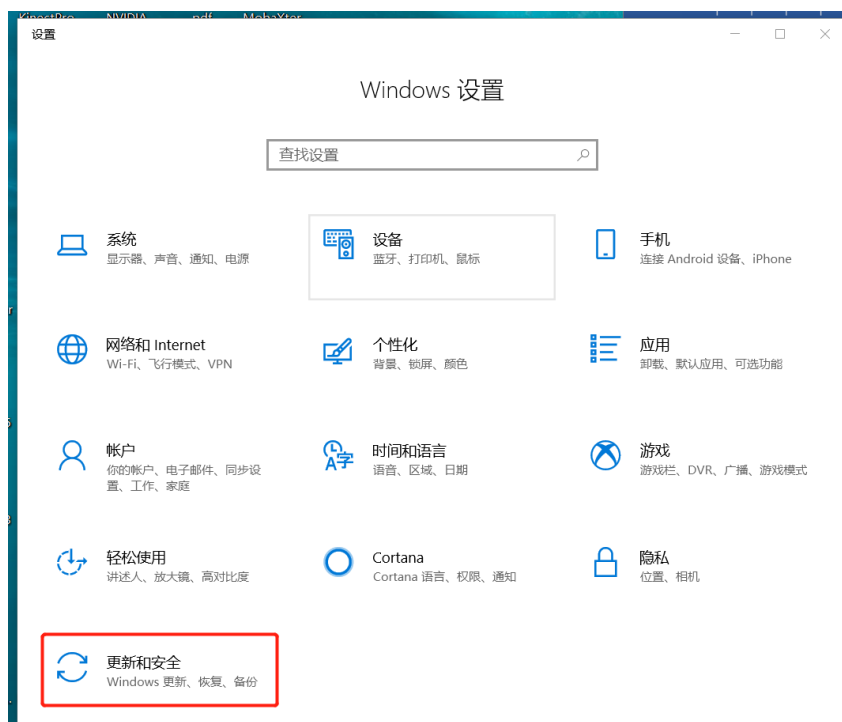 KinectPro NVIDIA pdf MobaXter
设置
Windows 设置
查找设置
系统
显示器、声音、通知、电源
设备
蓝牙、打印机、鼠标
手机
连接 Android 设备、iPhone
网络和 Internet
Wi-Fi、飞行模式、VPN
个性化
背景、锁屏、颜色
应用
卸载、默认应用、可选功能
帐户
你的帐户、电子邮件、同步设
置、工作、家庭
时间和语言
语音、区域、日期
游戏
游戏栏、DVR、广播、游戏模式
轻松使用
讲述人、放大镜、高对比度
Cortana
Cortana 语言、权限、通知
隐私
位置、相机
更新和安全
Windows 更新、恢复、备份